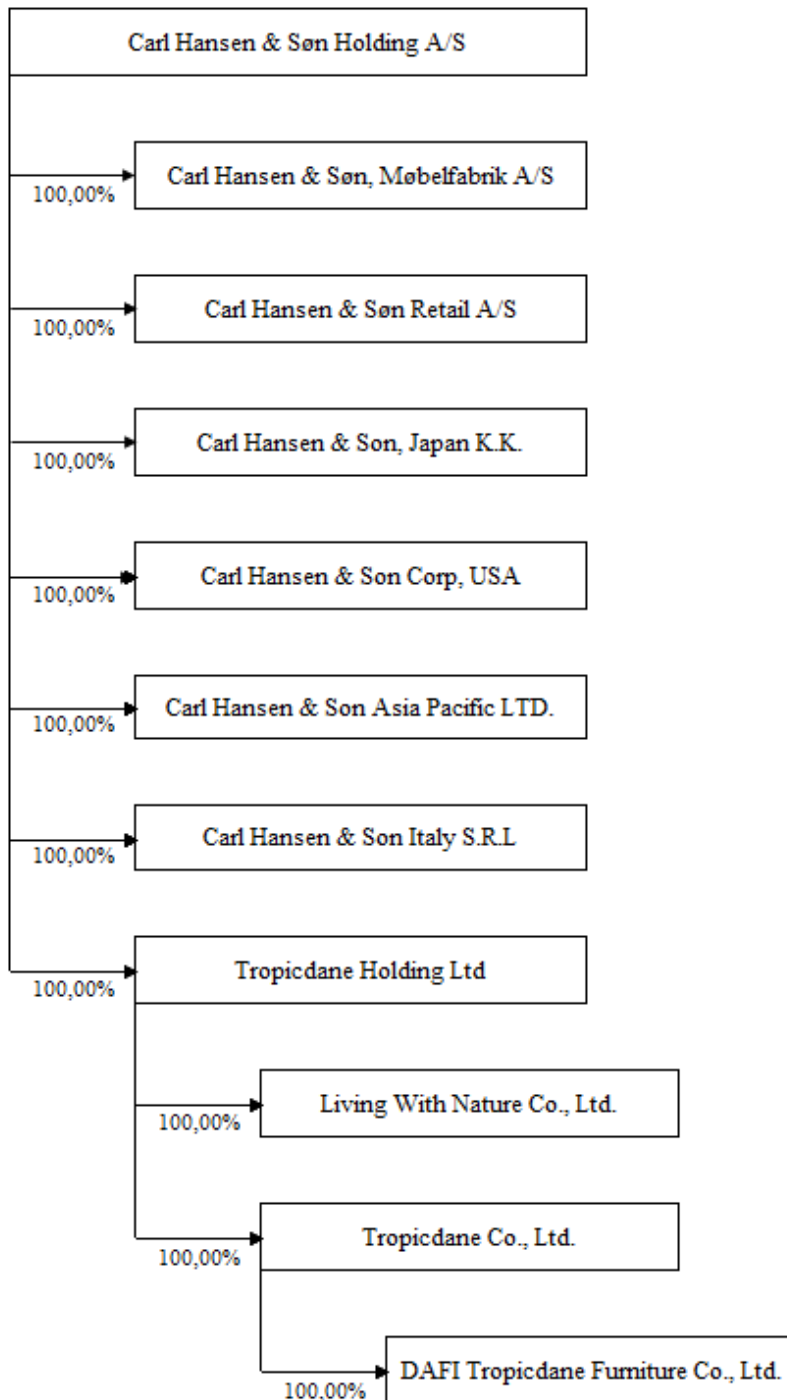 Carl Hansen & Søn Holding A/S
Carl Hansen & Søn, Møbelfabrik A/S
100,00%
Carl Hansen & Søn Retail A/S
100,00%
Carl Hansen & Son, Japan K.K.
100,00%
Carl Hansen & Son Corp, USA
100,00%
Carl Hansen & Son Asia Pacific LTD.
100,00%
Carl Hansen & Son Italy S.R.L
100,00%
Tropicdane Holding Ltd
100,00%
Living With Nature Co., Ltd.
100,00%
Tropicdane Co., Ltd.
100,00%
DAFI Tropicdane Furniture Co., Ltd.
100,00%